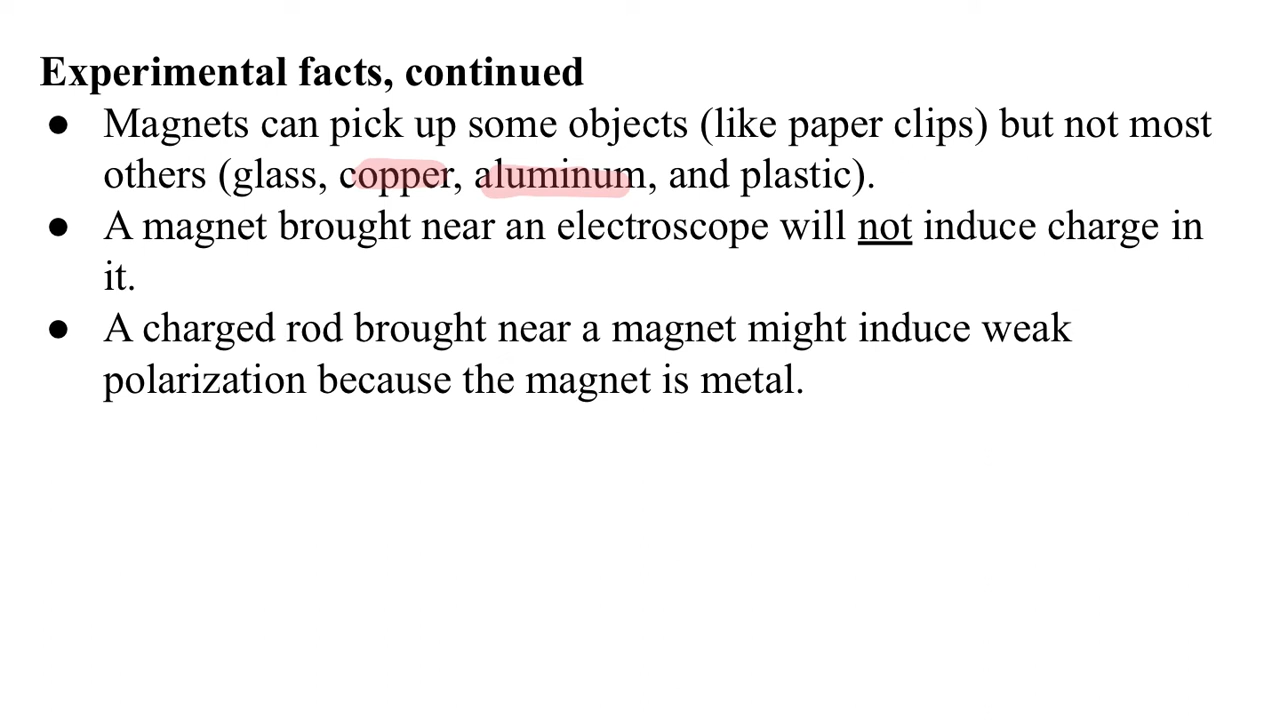 Experimental facts, continued
● Magnets can pick up some objects (like paper clips) but not most
others (glass, copper, aluminum, and plastic).
● A magnet brought near an electroscope will not induce charge in
it.
● A charged rod brought near a magnet might induce weak
polarization because the magnet is metal.